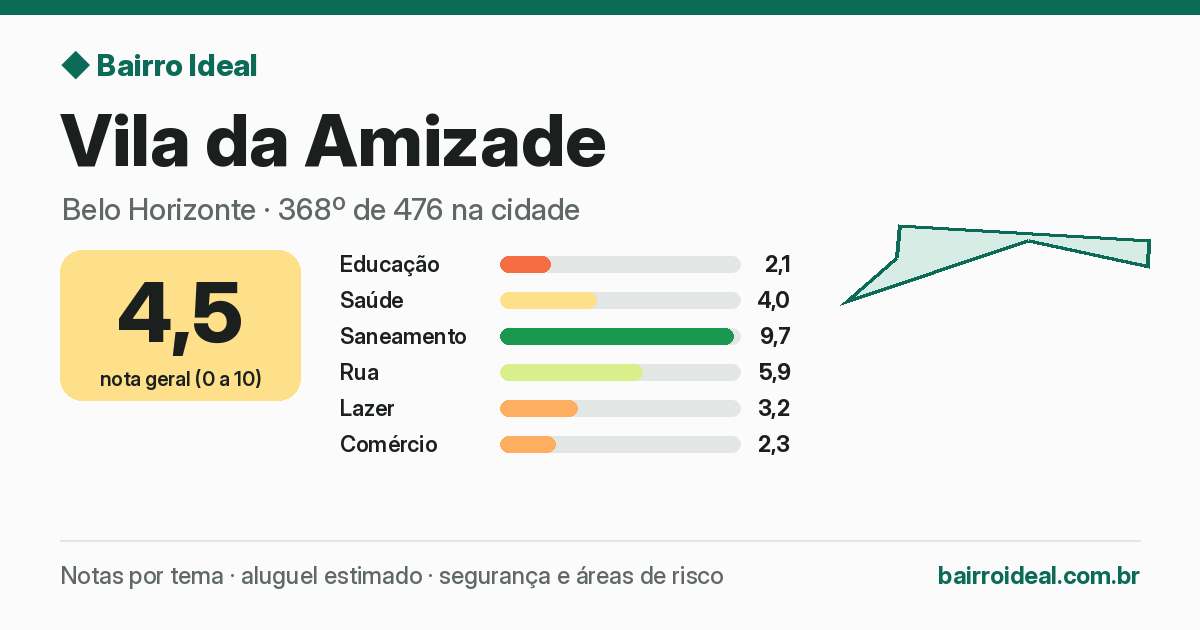 Bairro Ideal
Vila da Amizade
Belo Horizonte · 368º de 476 na cidade
4,5
nota geral (0 a 10)
Educação 2,1
Saúde 4,0
Saneamento 9,7
Rua 5,9
Lazer 3,2
Comércio 2,3
Notas por tema · aluguel estimado · segurança e áreas de risco
bairroideal.com.br